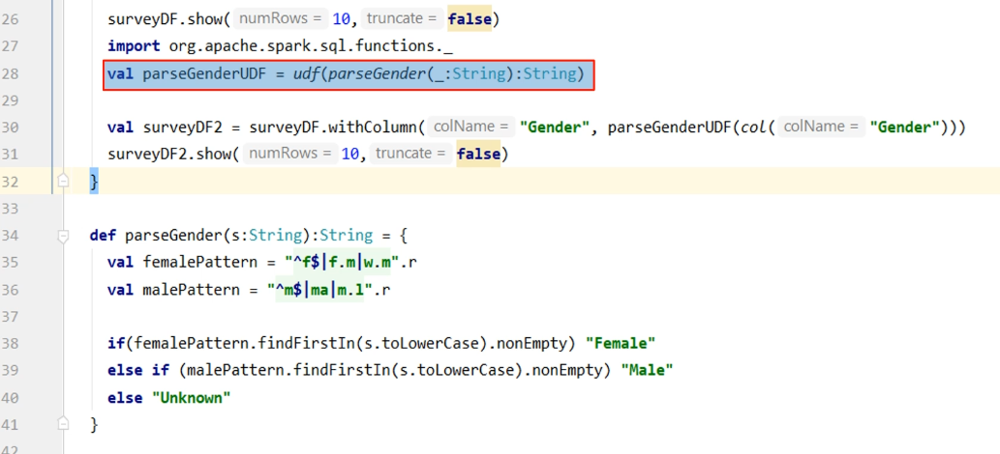 26 surveyDF.show( numRows = 10, truncate = false)
27 import org.apache.spark.sql.functions._
28 val parseGenderUDF = udf(parseGender(_:String):String)
29
30 val surveyDF2 = surveyDF.withColumn( colName = "Gender", parseGenderUDF(col( colName = "Gender")))
31 surveyDF2.show( numRows = 10, truncate = false)
32 }
33
34 def parseGender(s:String):String = {
35 val femalePattern = "^f$|f.m|w.m".r
36 val malePattern = "^m$|ma|m.l".r
37
38 if(femalePattern.findFirstIn(s.toLowerCase).nonEmpty) "Female"
39 else if (malePattern.findFirstIn(s.toLowerCase).nonEmpty) "Male"
40 else "Unknown"
41 }
42